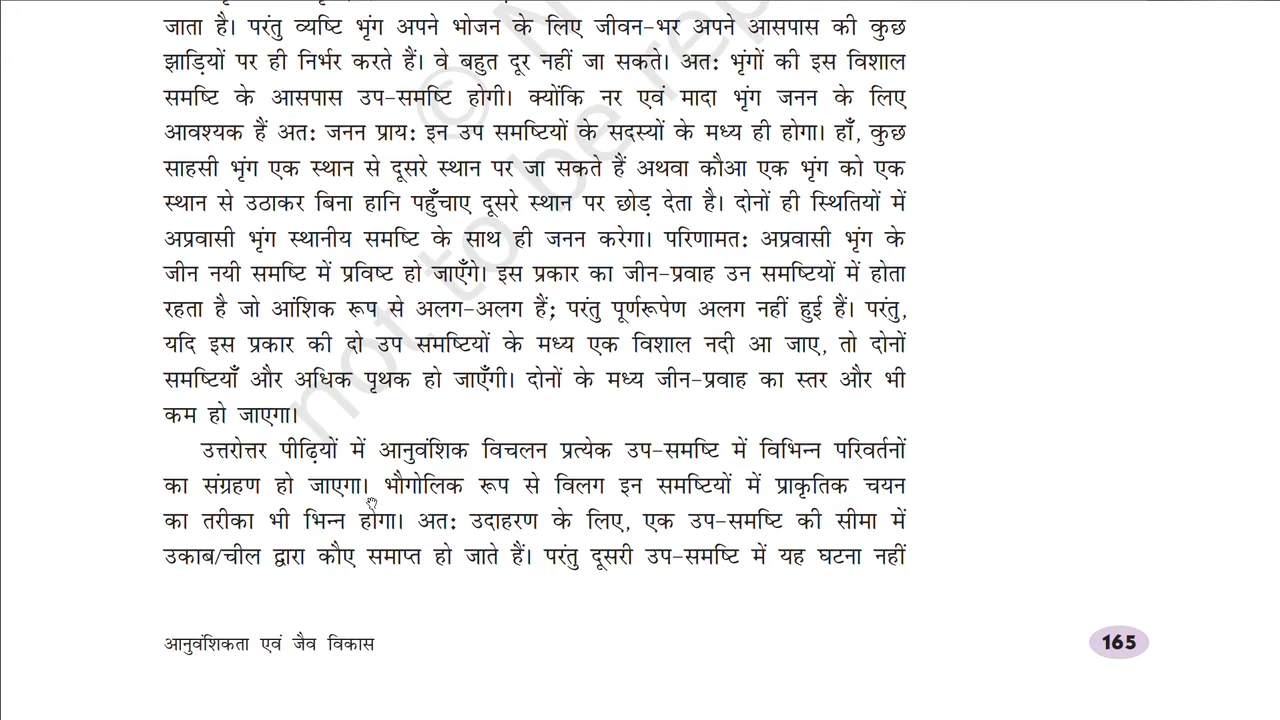 जाता है। परंतु व्यष्टि भृंग अपने भोजन के लिए जीवन-भर अपने आसपास की कुछ
झाड़ियों पर ही निर्भर करते हैं। वे बहुत दूर नहीं जा सकते। अतः भृंगों की इस विशाल
समष्टि के आसपास उप-समष्टि होगी। क्योंकि नर एवं मादा भृंग जनन के लिए
आवश्यक हैं अतः जनन प्रायः इन उप समष्टियों के सदस्यों के मध्य ही होगा। हाँ, कुछ
साहसी भृंग एक स्थान से दूसरे स्थान पर जा सकते हैं अथवा कौआ एक भृंग को एक
स्थान से उठाकर बिना हानि पहुँचाए दूसरे स्थान पर छोड़ देता है। दोनों ही स्थितियों में
अप्रवासी भृंग स्थानीय समष्टि के साथ ही जनन करेगा। परिणामतः अप्रवासी भृंग के
जीन नयी समष्टि में प्रविष्ट हो जाएँगे। इस प्रकार का जीन-प्रवाह उन समष्टियों में होता
रहता है जो आंशिक रूप से अलग-अलग हैं; परंतु पूर्णरूपेण अलग नहीं हुई हैं। परंतु,
यदि इस प्रकार की दो उप समष्टियों के मध्य एक विशाल नदी आ जाए, तो दोनों
समष्टियाँ और अधिक पृथक हो जाएँगी। दोनों के मध्य जीन-प्रवाह का स्तर और भी
कम हो जाएगा।
उत्तरोत्तर पीढ़ियों में आनुवंशिक विचलन प्रत्येक उप-समष्टि में विभिन्न परिवर्तनों
का संग्रहण हो जाएगा। भौगोलिक रूप से विलग इन समष्टियों में प्राकृतिक चयन
का तरीका भी भिन्न होगा। अतः उदाहरण के लिए, एक उप-समष्टि की सीमा में
उकाब/चील द्वारा कौए समाप्त हो जाते हैं। परंतु दूसरी उप-समष्टि में यह घटना नहीं
आनुवंशिकता एवं जैव विकास
165
© N
not to be rep